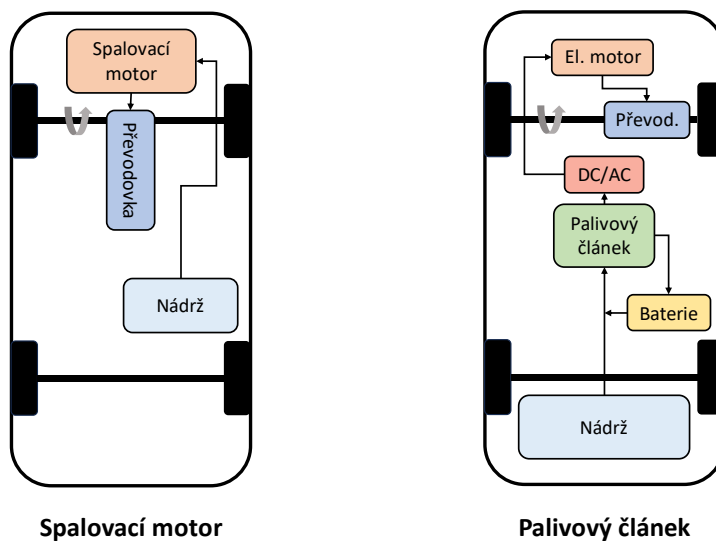 Spalovací
motor
Převodovka
Nádrž
Spalovací motor
El. motor
Převod.
DC/AC
Palivový
článek
Baterie
Nádrž
Palivový článek